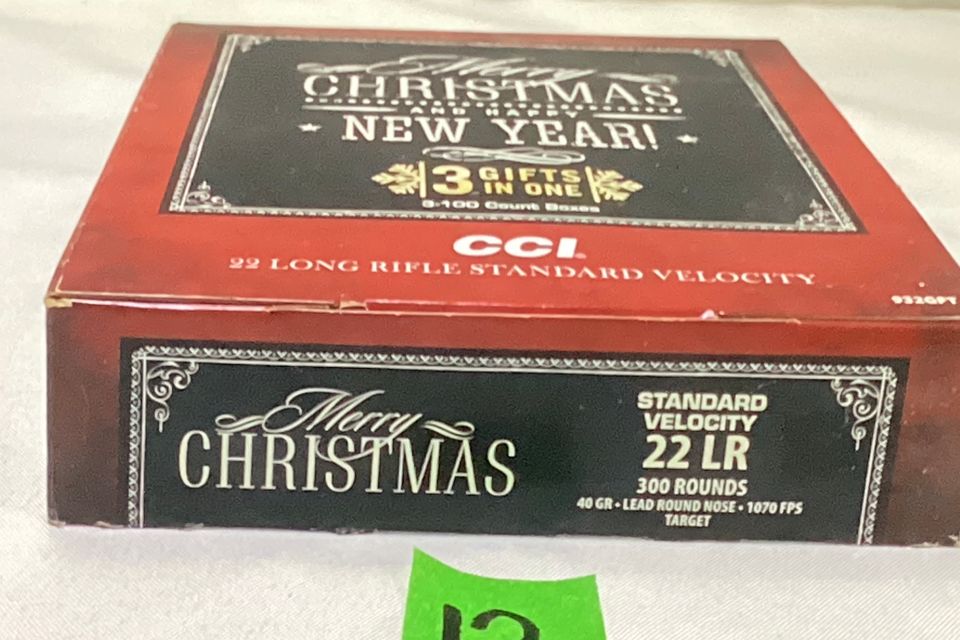 Merry
CHRISTMAS
AND HAPPY
NEW YEAR!
3 GIFTS
IN ONE
3-100 Count Boxes
CCI.
22 LONG RIFLE STANDARD VELOCITY
932GPT
Merry
CHRISTMAS
STANDARD
VELOCITY
22 LR
300 ROUNDS
40 GR • LEAD ROUND NOSE • 1070 FPS
TARGET